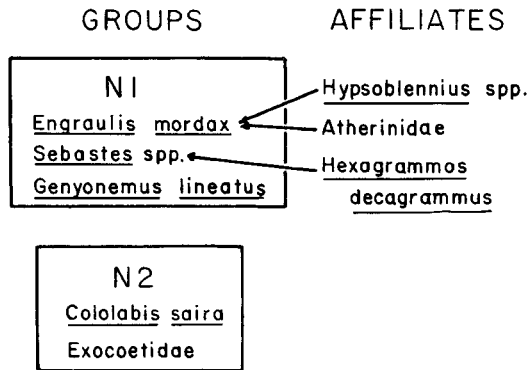 GROUPS AFFILIATES
N1
Engraulis mordax
Sebastes spp.
Genyonemus lineatus
Hypsoblennius spp.
Atherinidae
Hexagrammos
decagrammus
N2
Cololabis saira
Exocoetidae